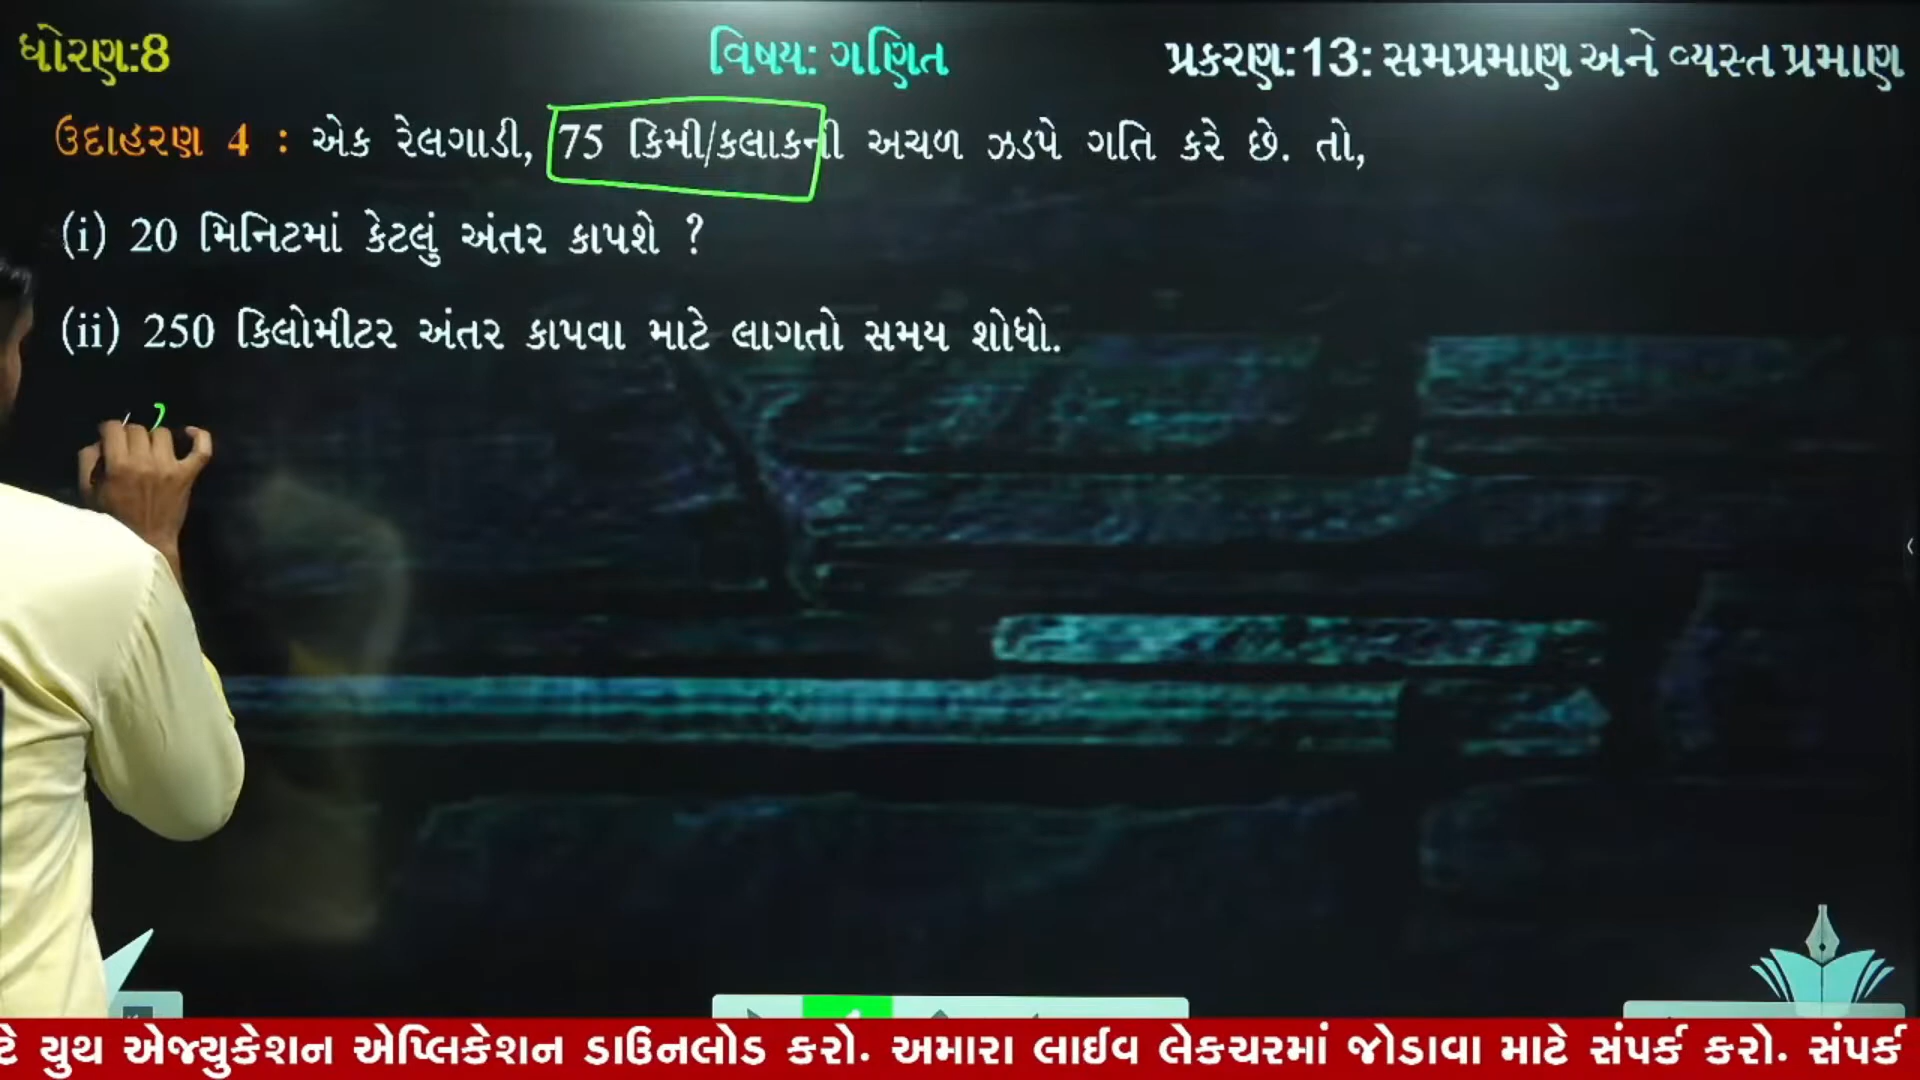 ધોરણ:8
વિષય: ગણિત
પ્રકરણ:13: સમપ્રમાણ અને વ્યસ્ત પ્રમાણ
ઉદાહરણ 4 : એક રેલગાડી, 75 કિમી/કલાકની અચળ ઝડપે ગતિ કરે છે. તો,
(i) 20 મિનિટમાં કેટલું અંતર કાપશે ?
(ii) 250 કિલોમીટર અંતર કાપવા માટે લાગતો સમય શોધો.
યુથ એજ્યુકેશન એપ્લિકેશન ડાઉનલોડ કરો. અમારા લાઈવ લેકચરમાં જોડાવા માટે સંપર્ક કરો. સંપર્ક